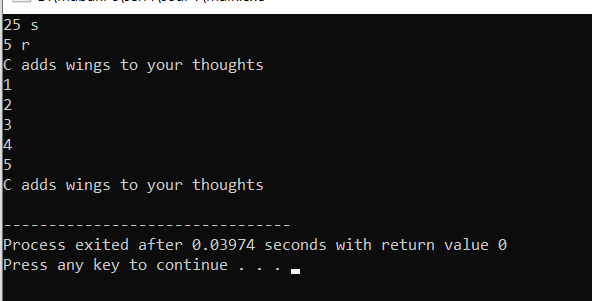 25 s
5 r
C adds wings to your thoughts
1
2
3
4
5
C adds wings to your thoughts
--------------------------------
Process exited after 0.03974 seconds with return value 0
Press any key to continue . . .